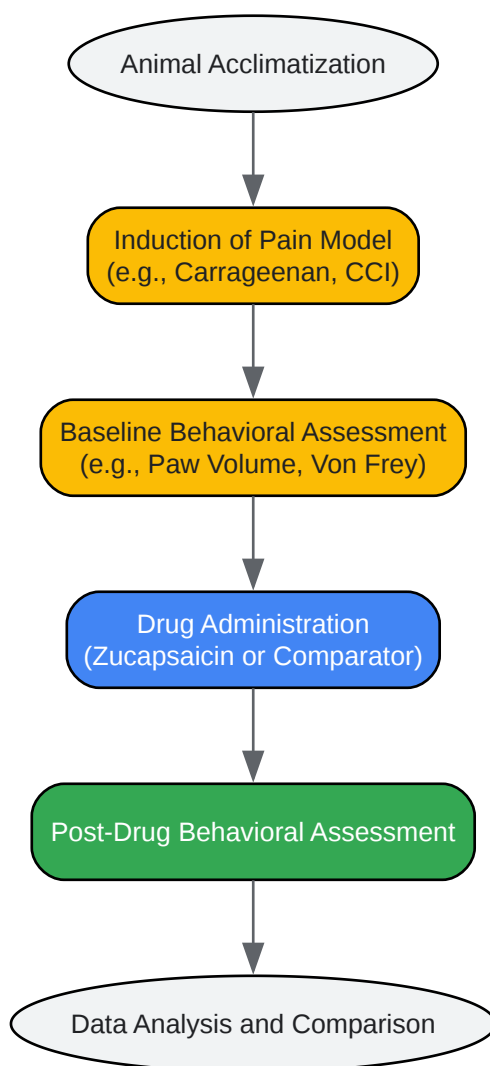 Animal Acclimatization
Induction of Pain Model
(e.g., Carrageenan, CCI)
Baseline Behavioral Assessment
(e.g., Paw Volume, Von Frey)
Drug Administration
(Zucapsaicin or Comparator)
Post-Drug Behavioral Assessment
Data Analysis and Comparison